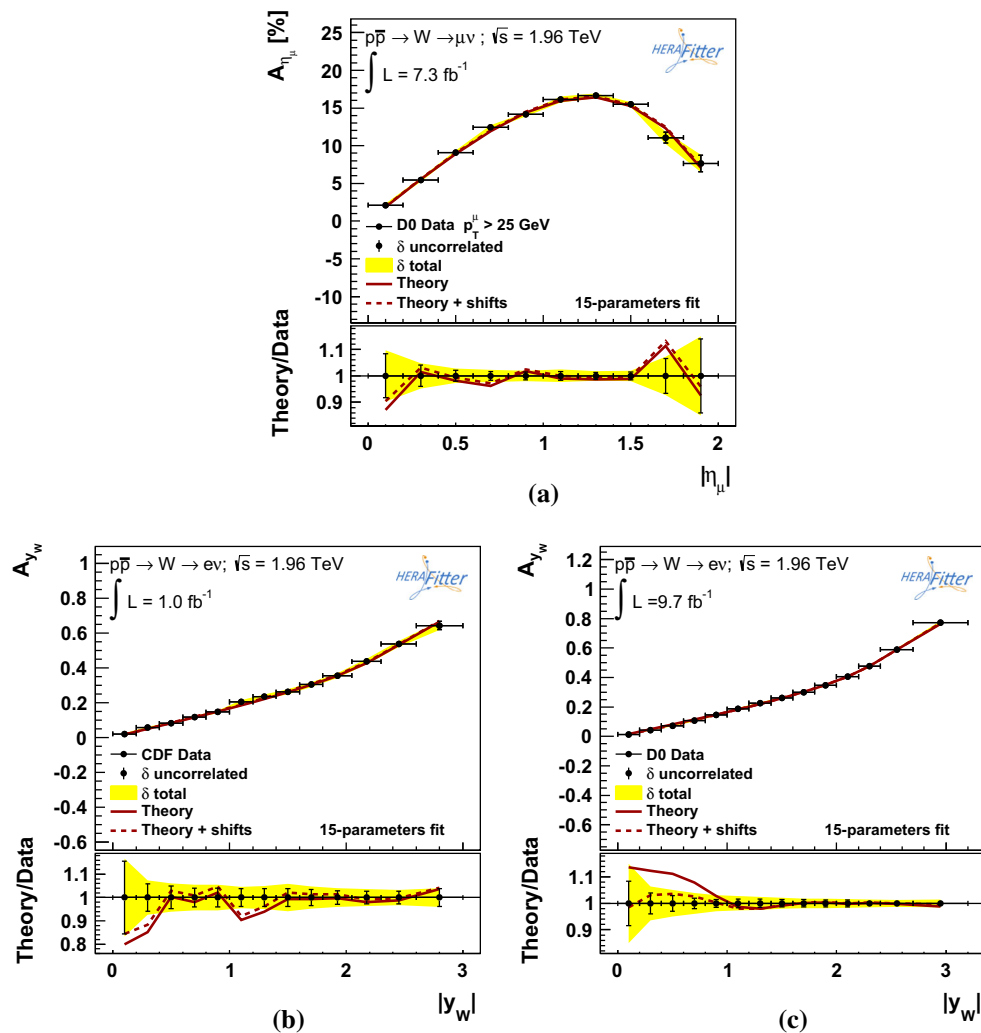 A_{η_μ} [%]
pp̅ → W →μν ; √s = 1.96 TeV
∫ L = 7.3 fb⁻¹
HERAFitter
25
20
15
10
5
0
-5
-10
D0 Data p_T^μ > 25 GeV
δ uncorrelated
δ total
Theory
Theory + shifts
15-parameters fit
Theory/Data
1.1
1
0.9
0 0.5 1 1.5 2
|η_μ|
(a)
A_{y_W}
pp̅ → W → eν; √s = 1.96 TeV
∫ L = 1.0 fb⁻¹
HERAFitter
1
0.8
0.6
0.4
0.2
0
-0.2
-0.4
-0.6
CDF Data
δ uncorrelated
δ total
Theory
Theory + shifts
15-parameters fit
Theory/Data
1.1
1
0.9
0.8
0 1 2 3
|y_W|
(b)
A_{y_W}
pp̅ → W → eν; √s = 1.96 TeV
∫ L =9.7 fb⁻¹
HERAFitter
1.2
1
0.8
0.6
0.4
0.2
0
-0.2
-0.4
-0.6
D0 Data
δ uncorrelated
δ total
Theory
Theory + shifts
15-parameters fit
Theory/Data
1.1
1
0.9
0 1 2 3
|y_W|
(c)